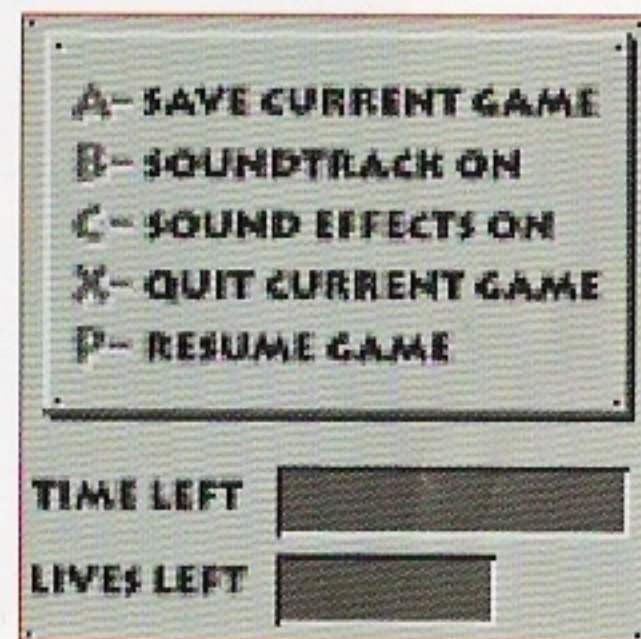 A- SAVE CURRENT GAME
B- SOUNDTRACK ON
C- SOUND EFFECTS ON
X- QUIT CURRENT GAME
P- RESUME GAME
TIME LEFT
LIVES LEFT